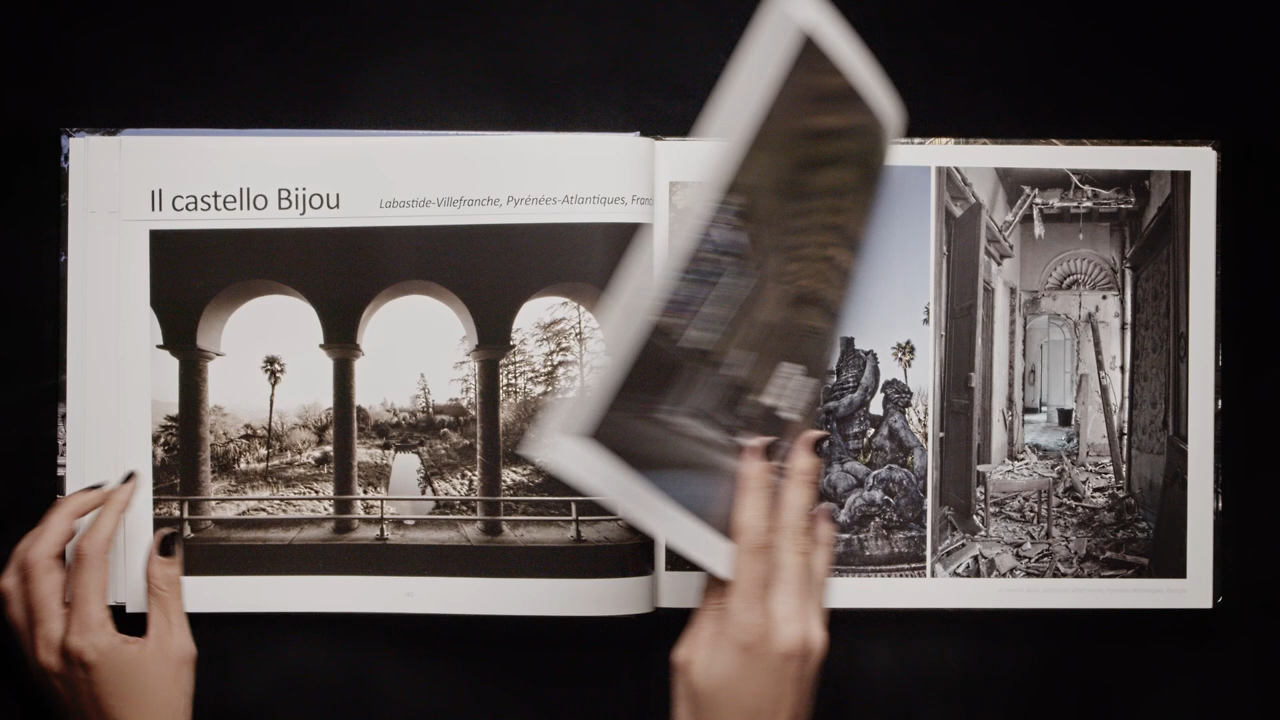 Il castello Bijou
Labastide-Villefranche, Pyrénées-Atlantiques, Franc